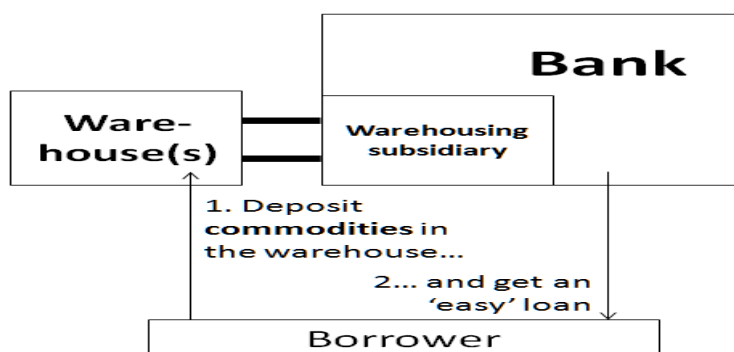 Bank
Ware-
house(s)
Warehousing
subsidiary
1. Deposit
commodities in
the warehouse...
2... and get an
‘easy’ loan
Borrower